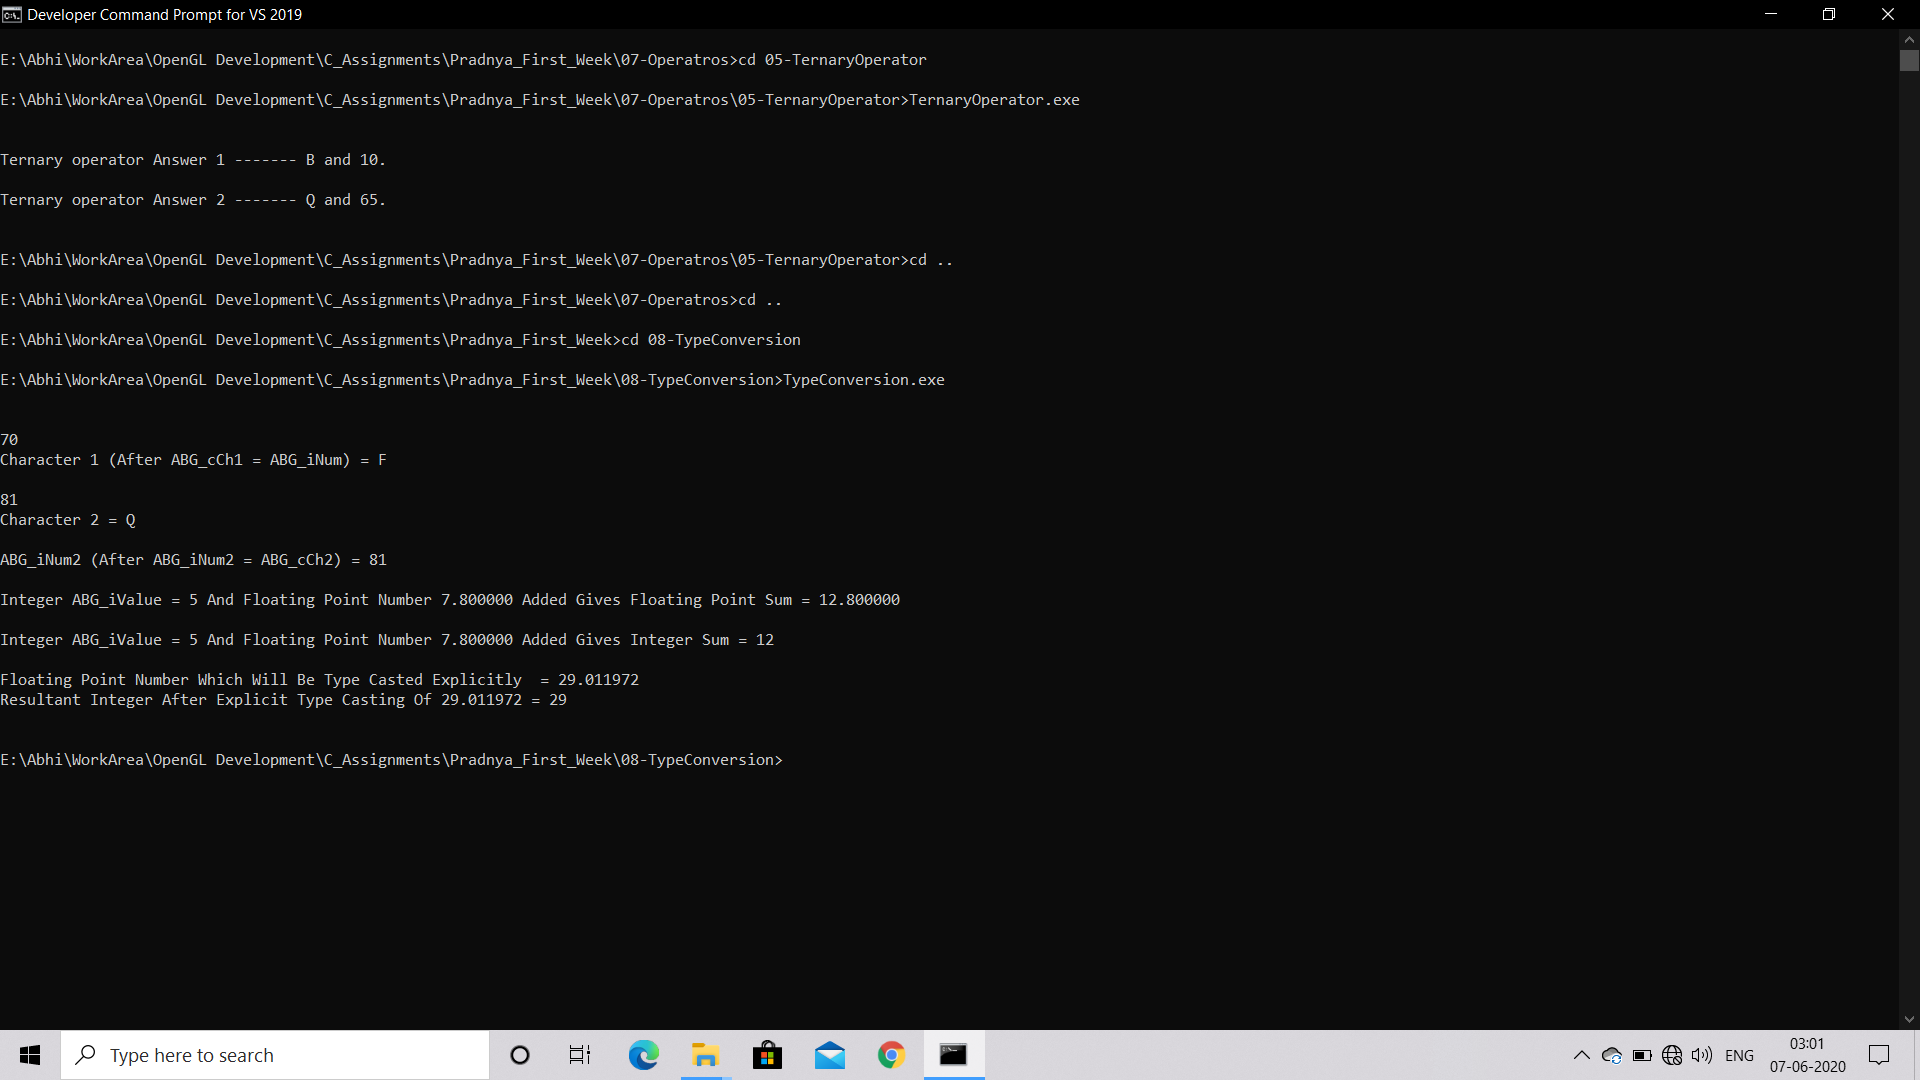 Developer Command Prompt for VS 2019
E:\Abhi\WorkArea\OpenGL Development\C_Assignments\Pradnya_First_Week\07-Operatros>cd 05-TernaryOperator
E:\Abhi\WorkArea\OpenGL Development\C_Assignments\Pradnya_First_Week\07-Operatros\05-TernaryOperator>TernaryOperator.exe
Ternary operator Answer 1 ------- B and 10.
Ternary operator Answer 2 ------- Q and 65.
E:\Abhi\WorkArea\OpenGL Development\C_Assignments\Pradnya_First_Week\07-Operatros\05-TernaryOperator>cd ..
E:\Abhi\WorkArea\OpenGL Development\C_Assignments\Pradnya_First_Week\07-Operatros>cd ..
E:\Abhi\WorkArea\OpenGL Development\C_Assignments\Pradnya_First_Week>cd 08-TypeConversion
E:\Abhi\WorkArea\OpenGL Development\C_Assignments\Pradnya_First_Week\08-TypeConversion>TypeConversion.exe
70
Character 1 (After ABG_cCh1 = ABG_iNum) = F
81
Character 2 = Q
ABG_iNum2 (After ABG_iNum2 = ABG_cCh2) = 81
Integer ABG_iValue = 5 And Floating Point Number 7.800000 Added Gives Floating Point Sum = 12.800000
Integer ABG_iValue = 5 And Floating Point Number 7.800000 Added Gives Integer Sum = 12
Floating Point Number Which Will Be Type Casted Explicitly  = 29.011972
Resultant Integer After Explicit Type Casting Of 29.011972 = 29
E:\Abhi\WorkArea\OpenGL Development\C_Assignments\Pradnya_First_Week\08-TypeConversion>
Type here to search
ENG
03:01
07-06-2020